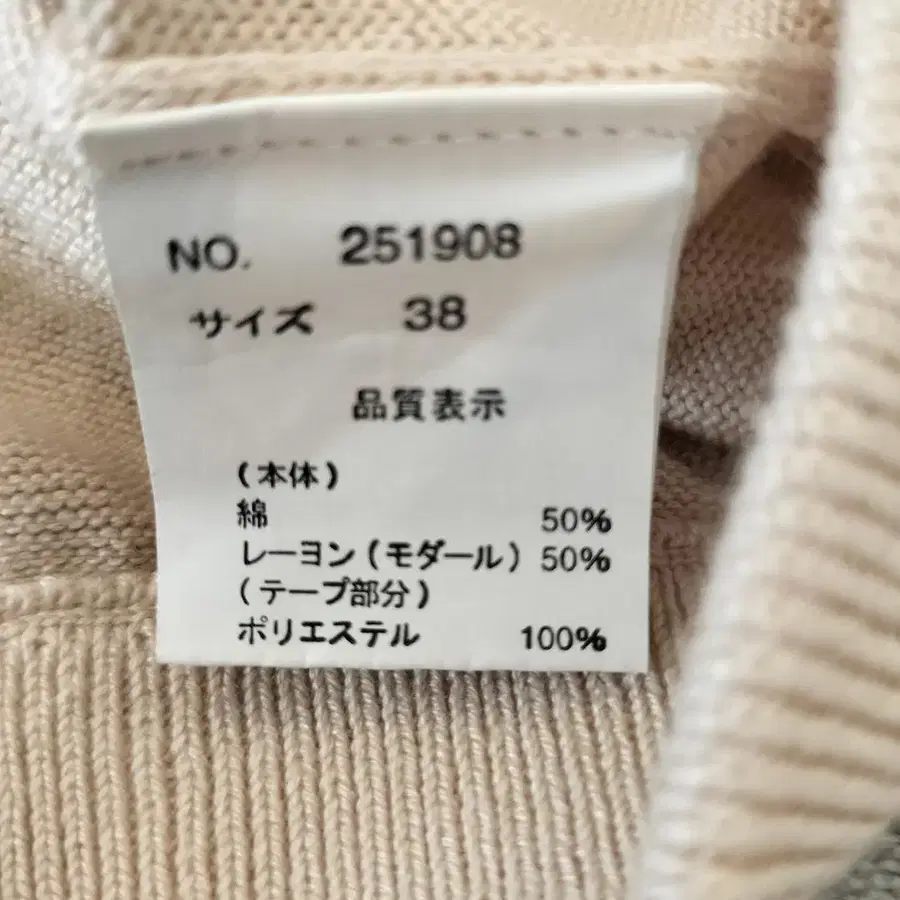 NO. 251908
サイズ 38
品質表示
(本体)
綿 50%
レーヨン(モダール) 50%
(テープ部分)
ポリエステル 100%